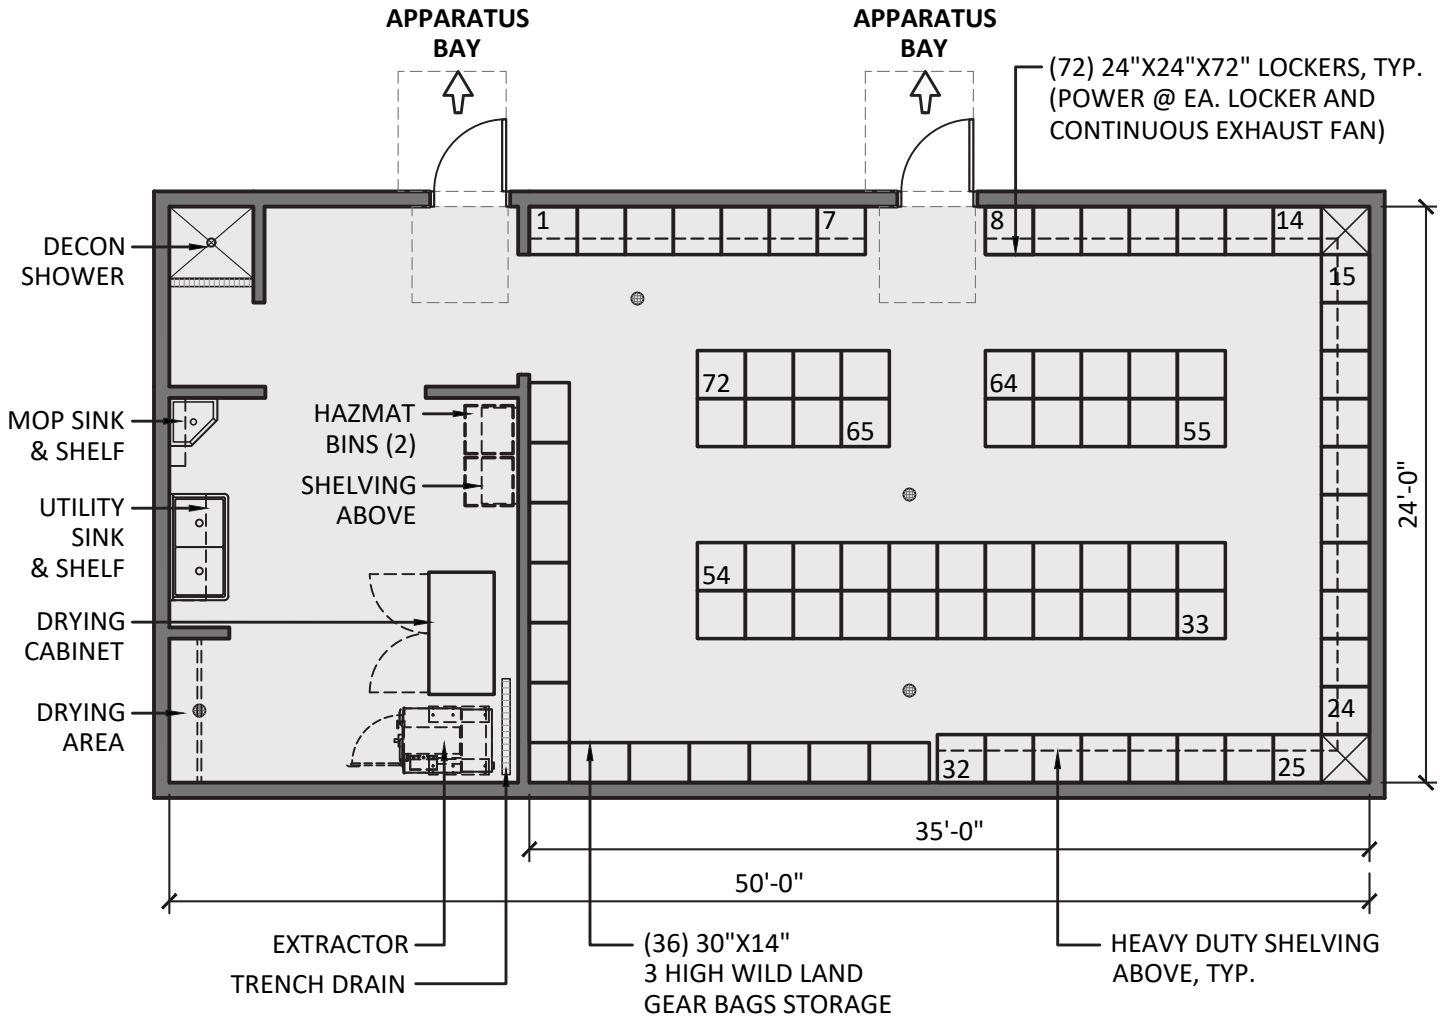 APPARATUS
BAY
APPARATUS
BAY
(72) 24"X24"X72" LOCKERS, TYP.
(POWER @ EA. LOCKER AND
CONTINUOUS EXHAUST FAN)
1
7
8
14
15
DECON
SHOWER
72
65
64
55
MOP SINK
& SHELF
HAZMAT
BINS (2)
SHELVING
ABOVE
UTILITY
SINK
& SHELF
24'-0"
54
33
DRYING
CABINET
DRYING
AREA
24
32
25
35'-0"
50'-0"
EXTRACTOR
TRENCH DRAIN
(36) 30"X14"
3 HIGH WILD LAND
GEAR BAGS STORAGE
HEAVY DUTY SHELVING
ABOVE, TYP.